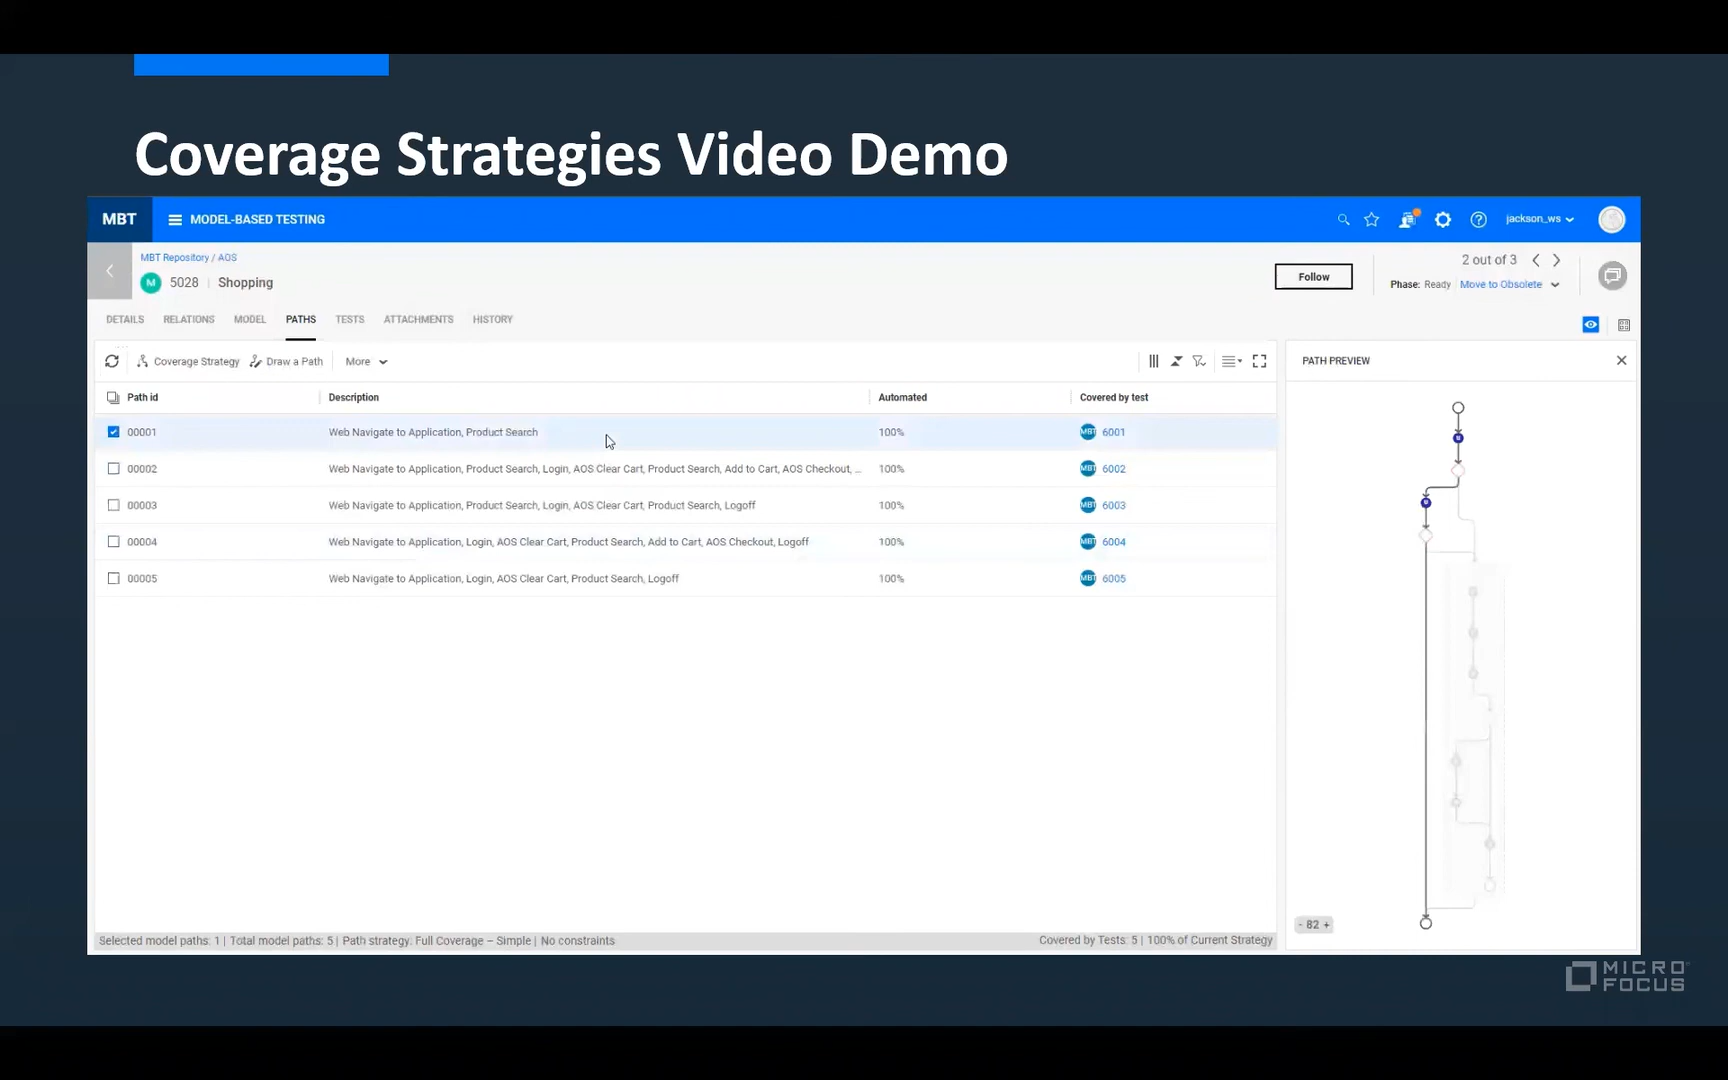 Coverage Strategies Video Demo
MBT MODEL-BASED TESTING jackson_ws
MBT Repository / AOS
M 5028 Shopping
Follow
2 out of 3
Phase: Ready Move to Obsolete
DETAILS RELATIONS MODEL PATHS TESTS ATTACHMENTS HISTORY
Coverage Strategy Draw a Path More
PATH PREVIEW
Path id Description Automated Covered by test
00001 Web Navigate to Application, Product Search 100% MBT 6001
00002 Web Navigate to Application, Product Search, Login, AOS Clear Cart, Product Search, Add to Cart, AOS Checkout, ... 100% MBT 6002
00003 Web Navigate to Application, Product Search, Login, AOS Clear Cart, Product Search, Logoff 100% MBT 6003
00004 Web Navigate to Application, Login, AOS Clear Cart, Product Search, Add to Cart, AOS Checkout, Logoff 100% MBT 6004
00005 Web Navigate to Application, Login, AOS Clear Cart, Product Search, Logoff 100% MBT 6005
- 82 +
Selected model paths: 1 | Total model paths: 5 | Path strategy: Full Coverage – Simple | No constraints
Covered by Tests: 5 | 100% of Current Strategy
MICRO
FOCUS